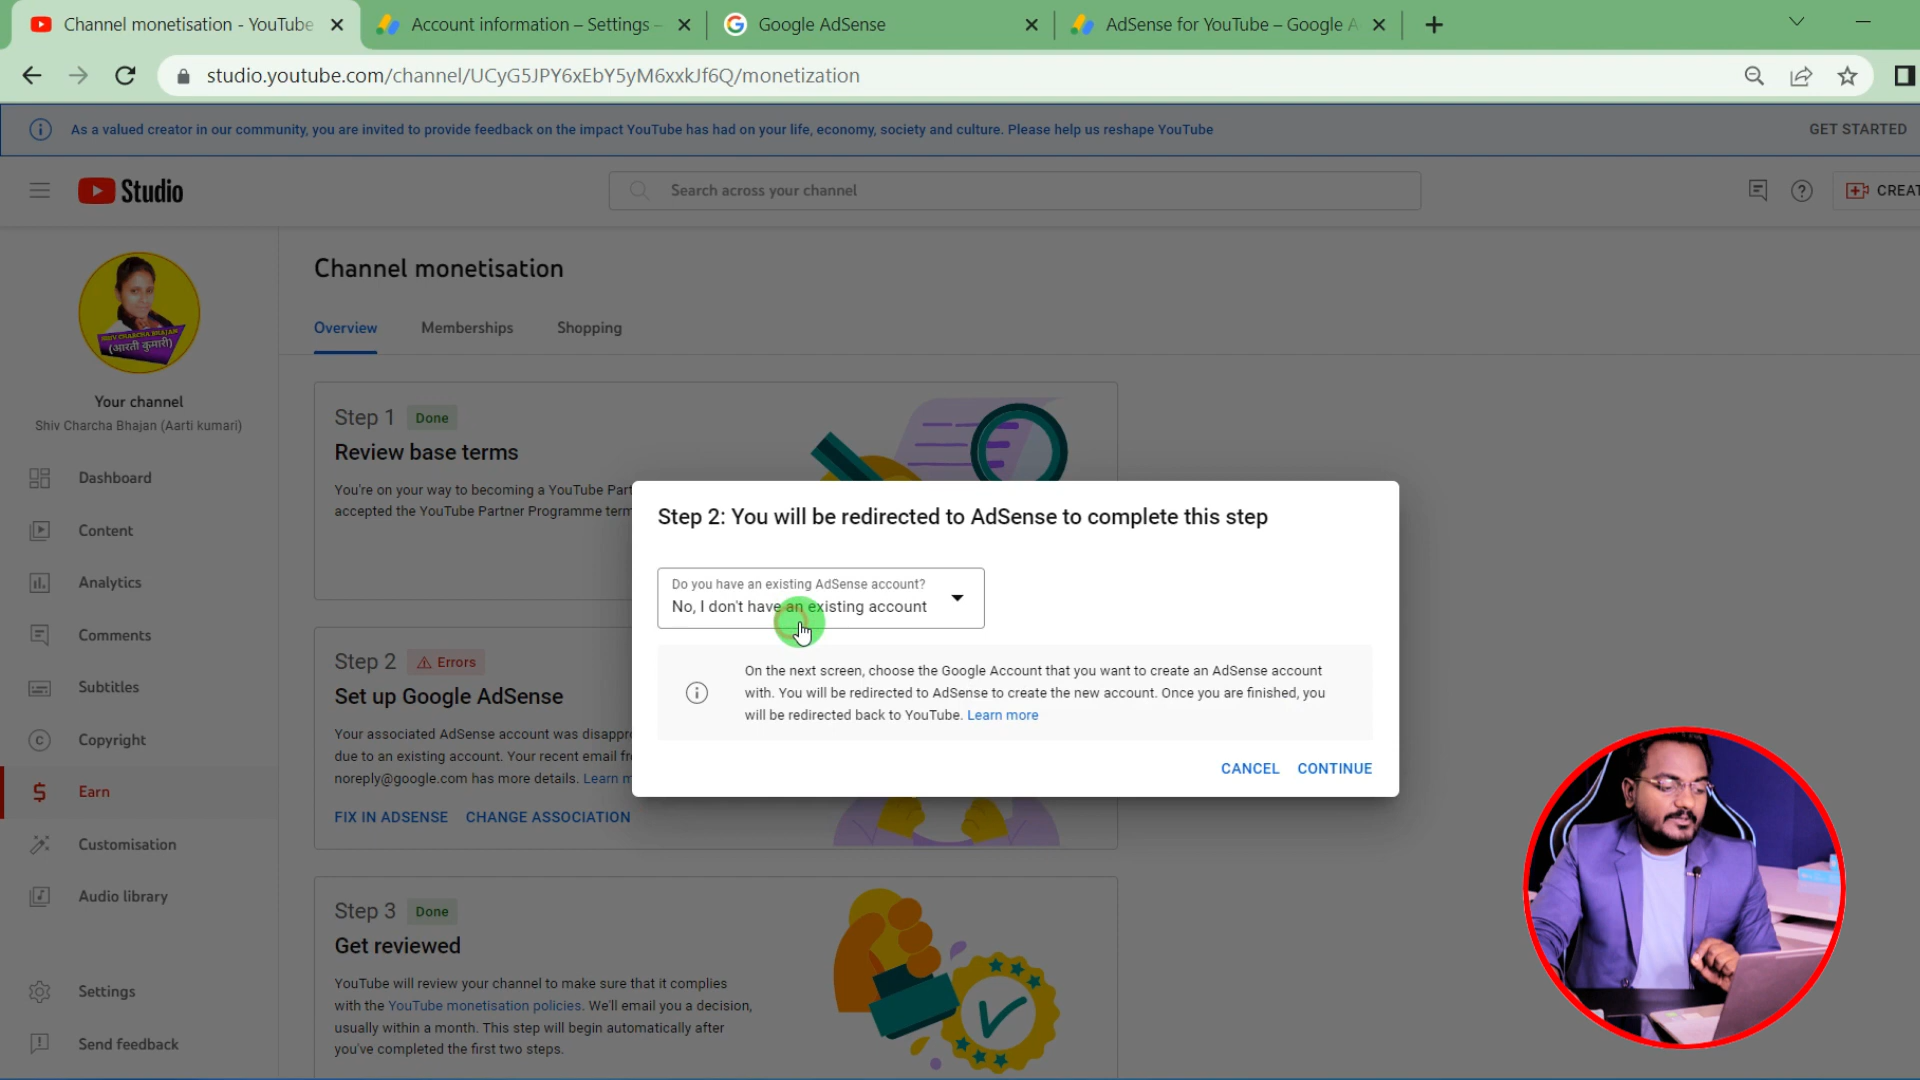 Channel monetisation - YouTube
Account information – Settings –
Google AdSense
AdSense for YouTube – Google A
studio.youtube.com/channel/UCyG5JPY6xEbY5yM6xxkJf6Q/monetization
As a valued creator in our community, you are invited to provide feedback on the impact YouTube has had on your life, economy, society and culture. Please help us reshape YouTube
GET STARTED
Studio
Search across your channel
CREAT
SHIV CHARCHA BHAJAN
(आरती कुमारी)
Your channel
Shiv Charcha Bhajan (Aarti kumari)
Dashboard
Content
Analytics
Comments
Subtitles
Copyright
Earn
Customisation
Audio library
Settings
Send feedback
Channel monetisation
Overview
Memberships
Shopping
Step 1
Done
Review base terms
You're on your way to becoming a YouTube Part
accepted the YouTube Partner Programme term
Step 2
Errors
Set up Google AdSense
Your associated AdSense account was disappr
due to an existing account. Your recent email fr
noreply@google.com has more details. Learn m
FIX IN ADSENSE
CHANGE ASSOCIATION
Step 3
Done
Get reviewed
YouTube will review your channel to make sure that it complies
with the YouTube monetisation policies. We'll email you a decision,
usually within a month. This step will begin automatically after
you've completed the first two steps.
Step 2: You will be redirected to AdSense to complete this step
Do you have an existing AdSense account?
No, I don't have an existing account
On the next screen, choose the Google Account that you want to create an AdSense account
with. You will be redirected to AdSense to create the new account. Once you are finished, you
will be redirected back to YouTube. Learn more
CANCEL
CONTINUE